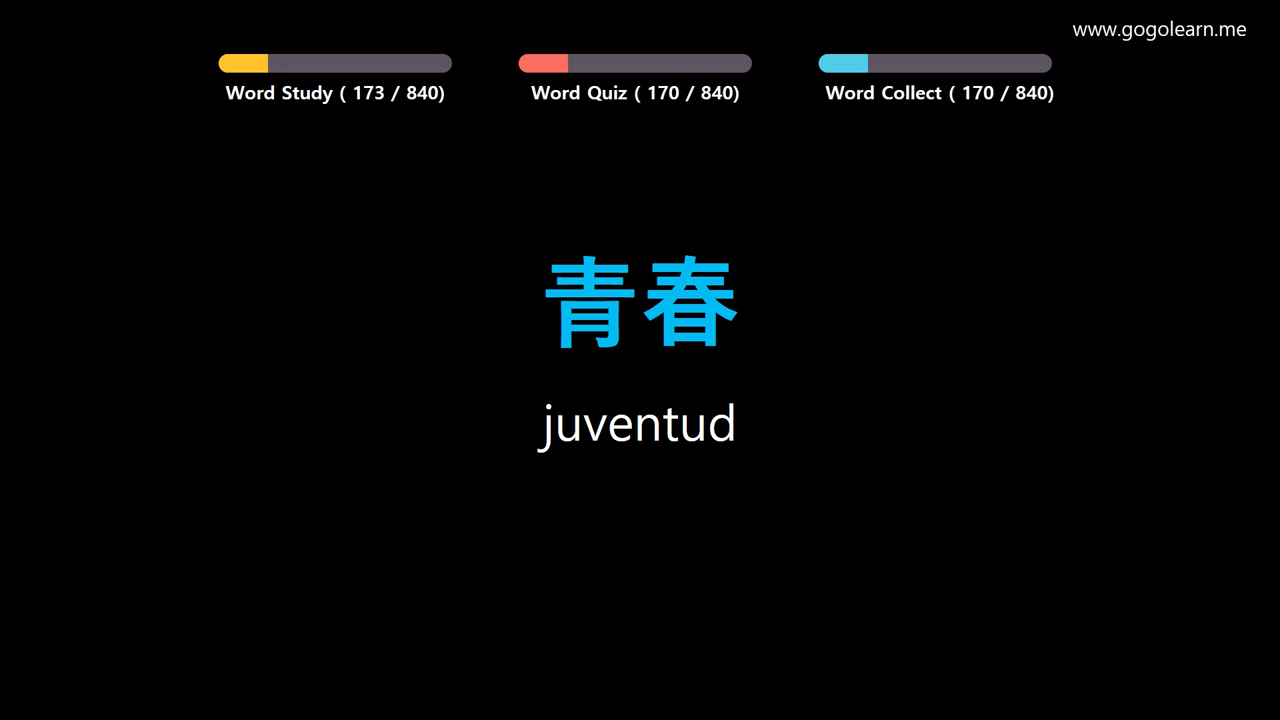 www.gogolearn.me
Word Study ( 173 / 840)
Word Quiz ( 170 / 840)
Word Collect ( 170 / 840)
青春
juventud